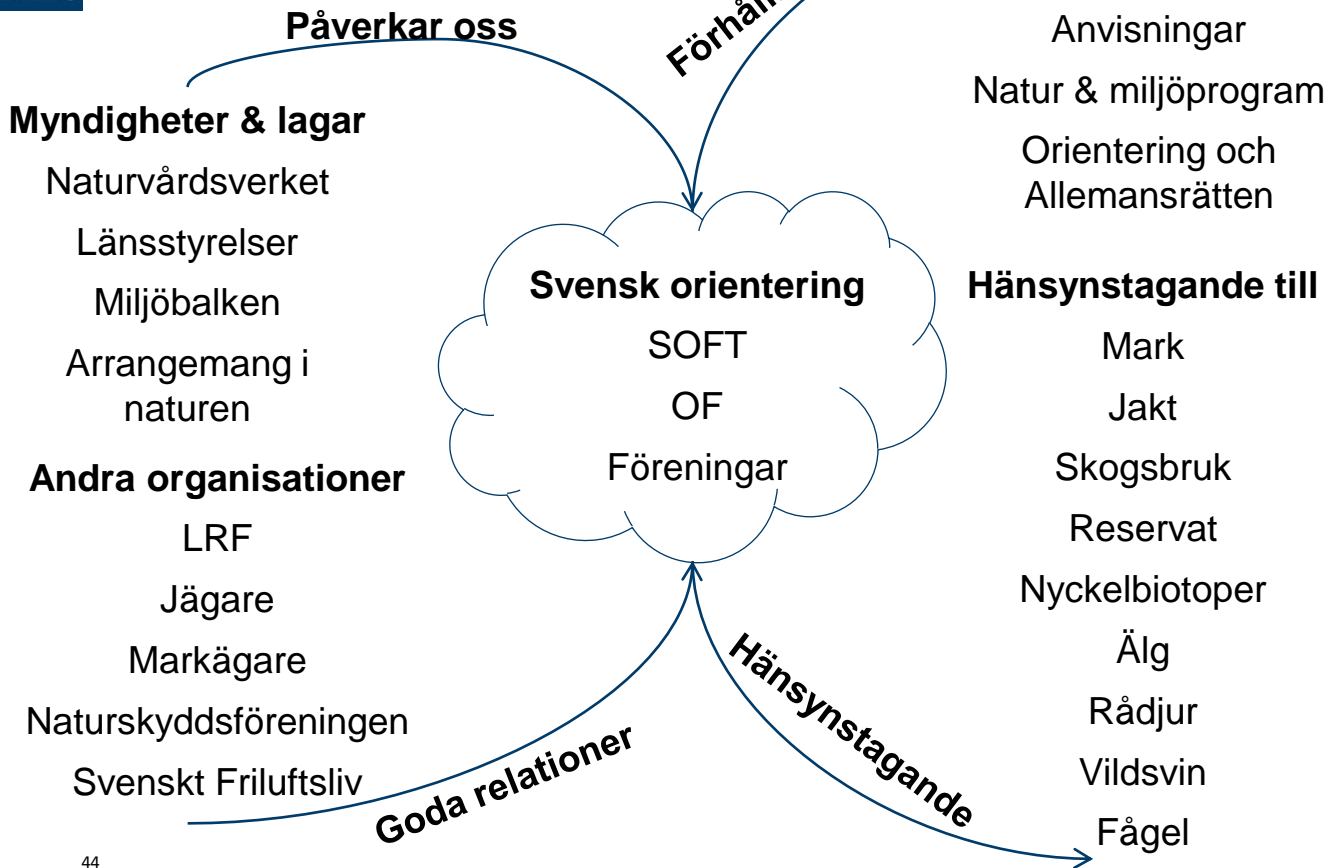 Påverkar oss
Myndigheter & lagar
Naturvårdsverket
Länsstyrelser
Miljöbalken
Arrangemang i
naturen
Andra organisationer
LRF
Jägare
Markägare
Naturskyddsföreningen
Svenskt Friluftsliv
Goda relationer
Svensk orientering
SOFT
OF
Föreningar
Hänsynstagande
Anvisningar
Natur & miljöprogram
Orientering och
Allemansrätten
Hänsynstagande till
Mark
Jakt
Skogsbruk
Reservat
Nyckelbiotoper
Älg
Rådjur
Vildsvin
Fågel
44